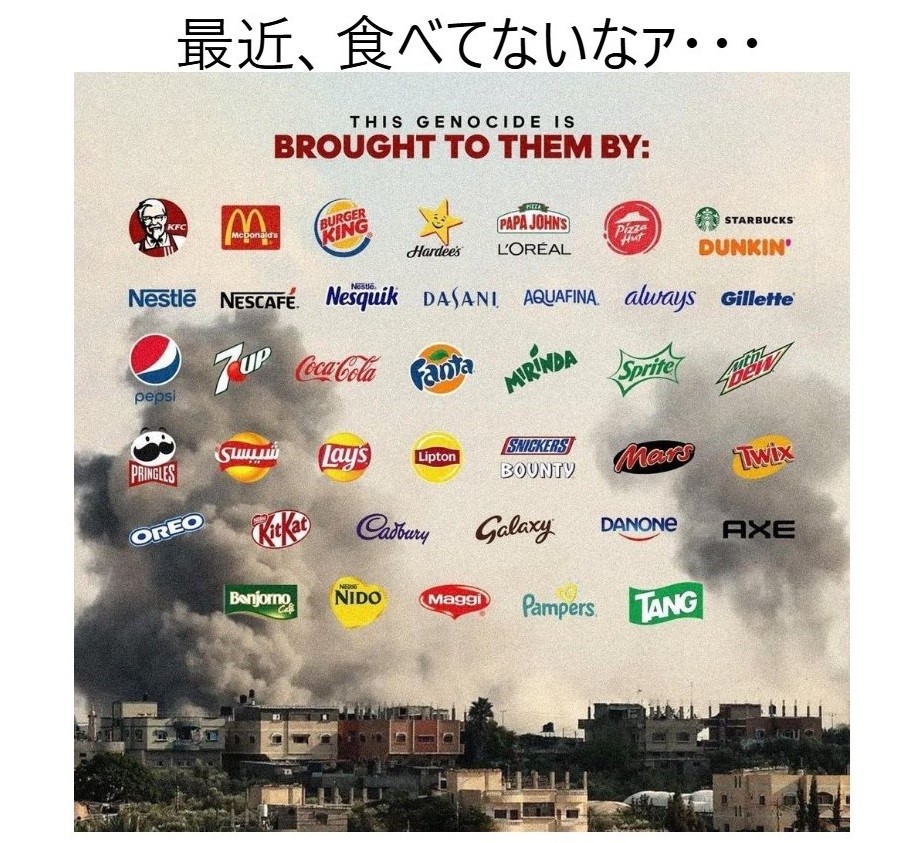 最近、食べてないなァ・・・
THIS GENOCIDE IS
BROUGHT TO THEM BY:
KFC
McDonald's
BURGER KING
Hardee's
PIZZA
PAPA JOHN'S
L'ORÉAL
Pizza Hut
STARBUCKS
DUNKIN'
Nestlé
NESCAFÉ
Nestlé
Nesquik
DASANI
AQUAFINA
always
Gillette
pepsi
7UP
Coca-Cola
Fanta
MIRINDA
Sprite
mtn DEW
PRINGLES
شيبسي
Lay's
Lipton
SNICKERS
BOUNTY
Mars
TWIX
OREO
Nestlé
KitKat
Cadbury
Galaxy
DANONE
AXE
Bonjorno
Café
Nestlé
NIDO
Maggi
Pampers
TANG